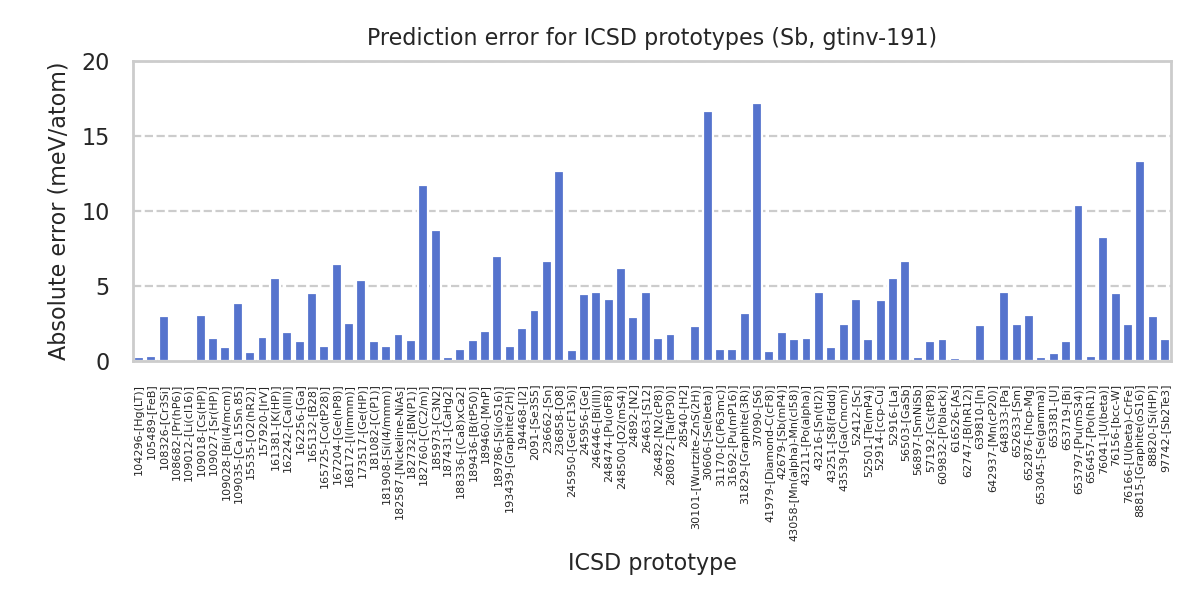 Prediction error for ICSD prototypes (Sb, gtinv-191)
Absolute error (meV/atom)
20
15
10
5
0
104296-[Hg(LT)]
105489-[FeB]
108326-[Cr3Si]
108682-[Pr(hP6)]
109012-[Li(cI16)]
109018-[Cs(HP)]
109027-[Sr(HP)]
109028-[Bi(I4/mcm)]
109035-[Ca.15Sn.85]
15535-[O2(hR2)]
157920-[IrV]
161381-[K(HP)]
162242-[Ca(III)]
162256-[Ga]
165132-[B28]
165725-[Co(tP28)]
167204-[Ge(hP8)]
168172-[I(Immm)]
173517-[Ge(HP)]
181082-[C(P1)]
181908-[Si(I4/mmm)]
182587-[Nickeline-NiAs]
182732-[BN(P1)]
182760-[C(C2/m)]
185973-[C3N2]
187431-[CaHg2]
188336-[(Ca8)xCa2]
189436-[B(tP50)]
189460-[MnP]
189786-[Si(oS16)]
193439-[Graphite(2H)]
194468-[I2]
2091-[Se3S5]
236662-[Sn]
236858-[O8]
245950-[Ge(cF136)]
245956-[Ge]
246446-[Bi(III)]
248474-[Pu(oF8)]
248500-[O2(mS4)]
24892-[N2]
26463-[S12]
26482-[N2(cP8)]
280872-[Ta(tP30)]
28540-[H2]
30101-[Wurtzite-ZnS(2H)]
30606-[Se(beta)]
31170-[C(P63mc)]
31692-[Pu(mP16)]
31829-[Graphite(3R)]
37090-[S6]
41979-[Diamond-C(cF8)]
42679-[Sb(mP4)]
43058-[Mn(alpha)-Mn(cI58)]
43211-[Po(alpha)]
43216-[Sn(tI2)]
43251-[S8(Fddd)]
43539-[Ga(Cmcm)]
52412-[Sc]
52501-[Te(mP4)]
52914-[ccp-Cu]
52916-[La]
56503-[GaSb]
56897-[SmNiSb]
57192-[Cs(tP8)]
609832-[P(black)]
616526-[As]
62747-[B(hR12)]
639810-[In]
642937-[Mn(cP20)]
648333-[Pa]
652633-[Sm]
652876-[hcp-Mg]
653045-[Se(gamma)]
653381-[U]
653719-[Bi]
653797-[Pu(mS34)]
656457-[Po(hR1)]
76041-[U(beta)]
76156-[bcc-W]
76166-[U(beta)-CrFe]
88815-[Graphite(oS16)]
88820-[Si(HP)]
97742-[Sb2Te3]
ICSD prototype